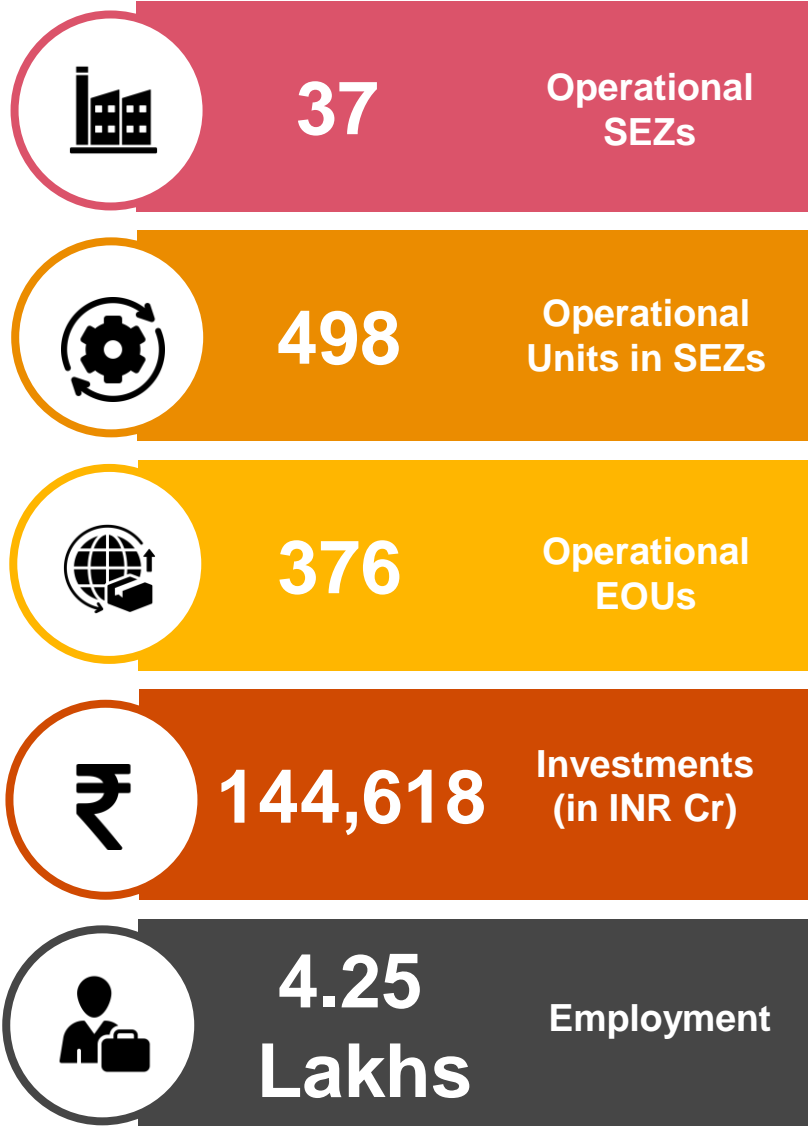 37
Operational
SEZs
498
Operational
Units in SEZs
376
Operational
EOUs
₹
144,618
Investments
(in INR Cr)
4.25
Lakhs
Employment